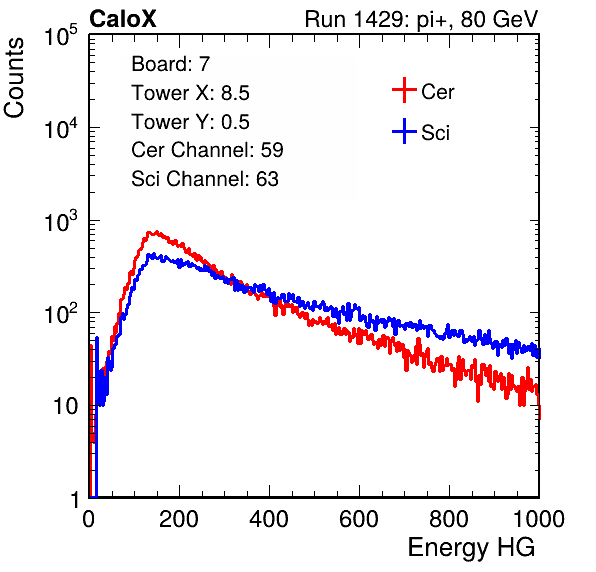 CaloX Run 1429: pi+, 80 GeV
Counts
Board: 7
Tower X: 8.5
Tower Y: 0.5
Cer Channel: 59
Sci Channel: 63
Cer
Sci
10^5
10^4
10^3
10^2
10
1
0 200 400 600 800 1000
Energy HG